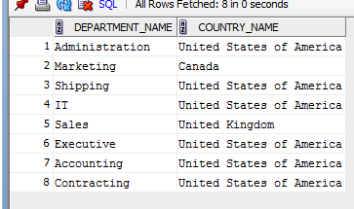 SQL | All Rows Fetched: 8 in 0 seconds
DEPARTMENT_NAME COUNTRY_NAME
1 Administration United States of America
2 Marketing Canada
3 Shipping United States of America
4 IT United States of America
5 Sales United Kingdom
6 Executive United States of America
7 Accounting United States of America
8 Contracting United States of America